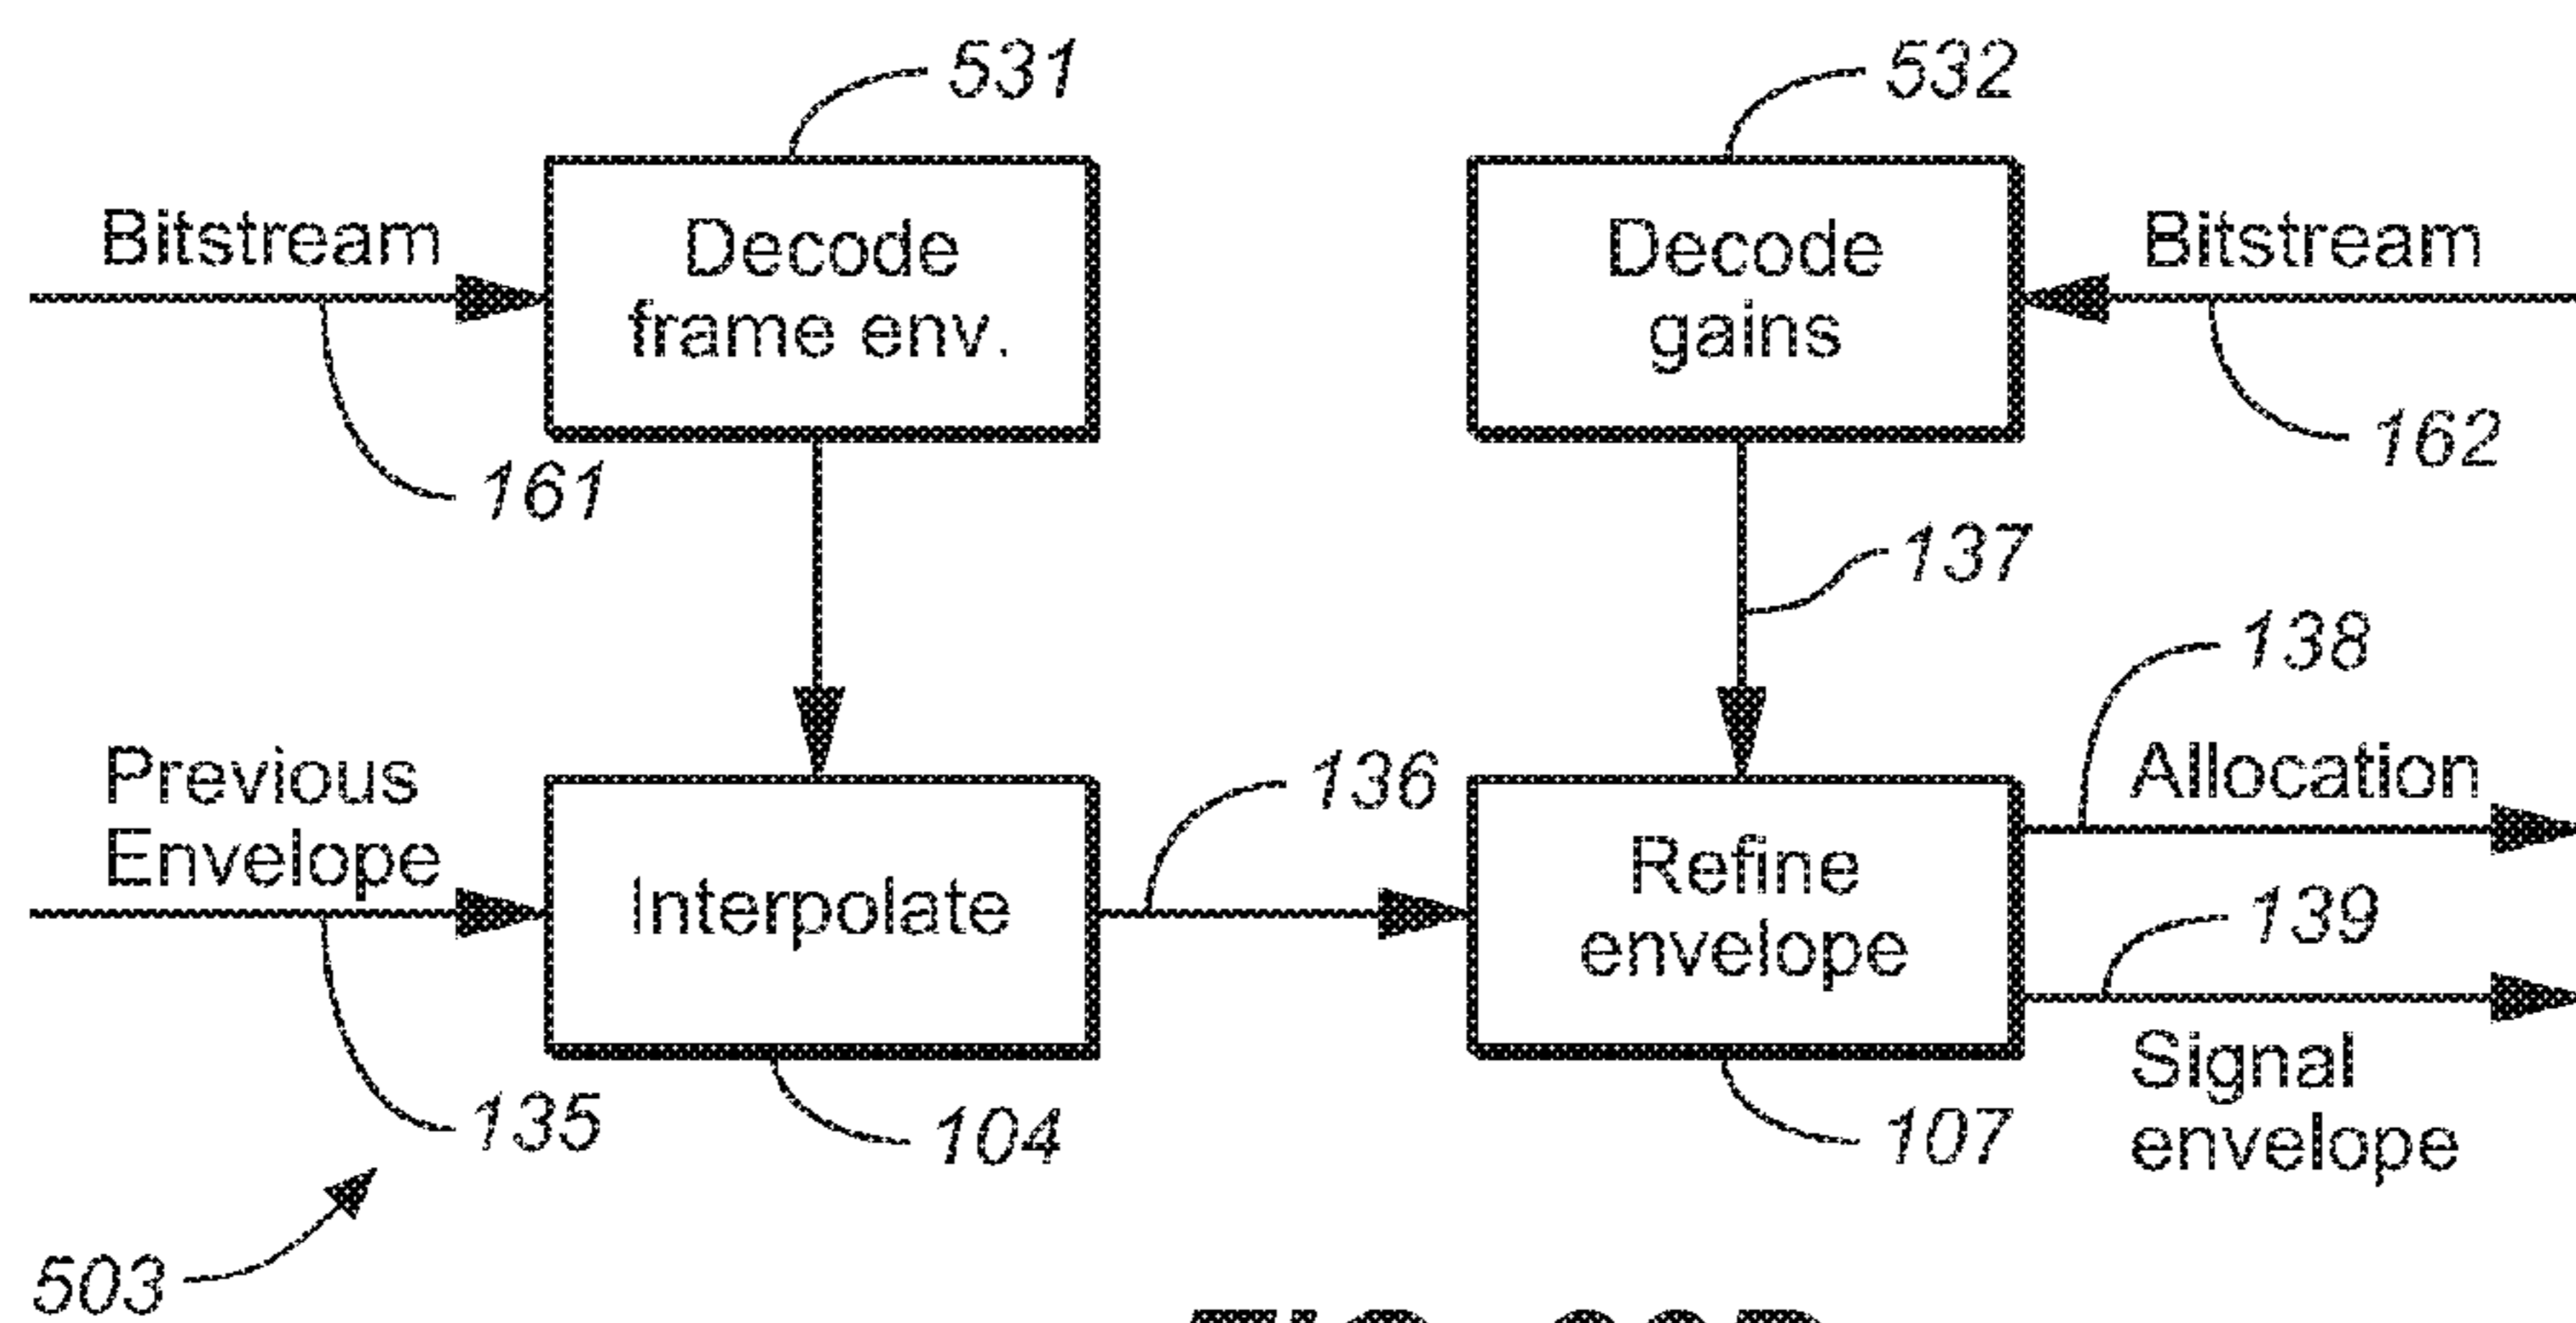 531
532
Bitstream
Decode
frame env.
Decode
gains
Bitstream
161
162
137
138
Previous
Envelope
136
Allocation
Interpolate
Refine
envelope
139
135
104
107
Signal
envelope
503